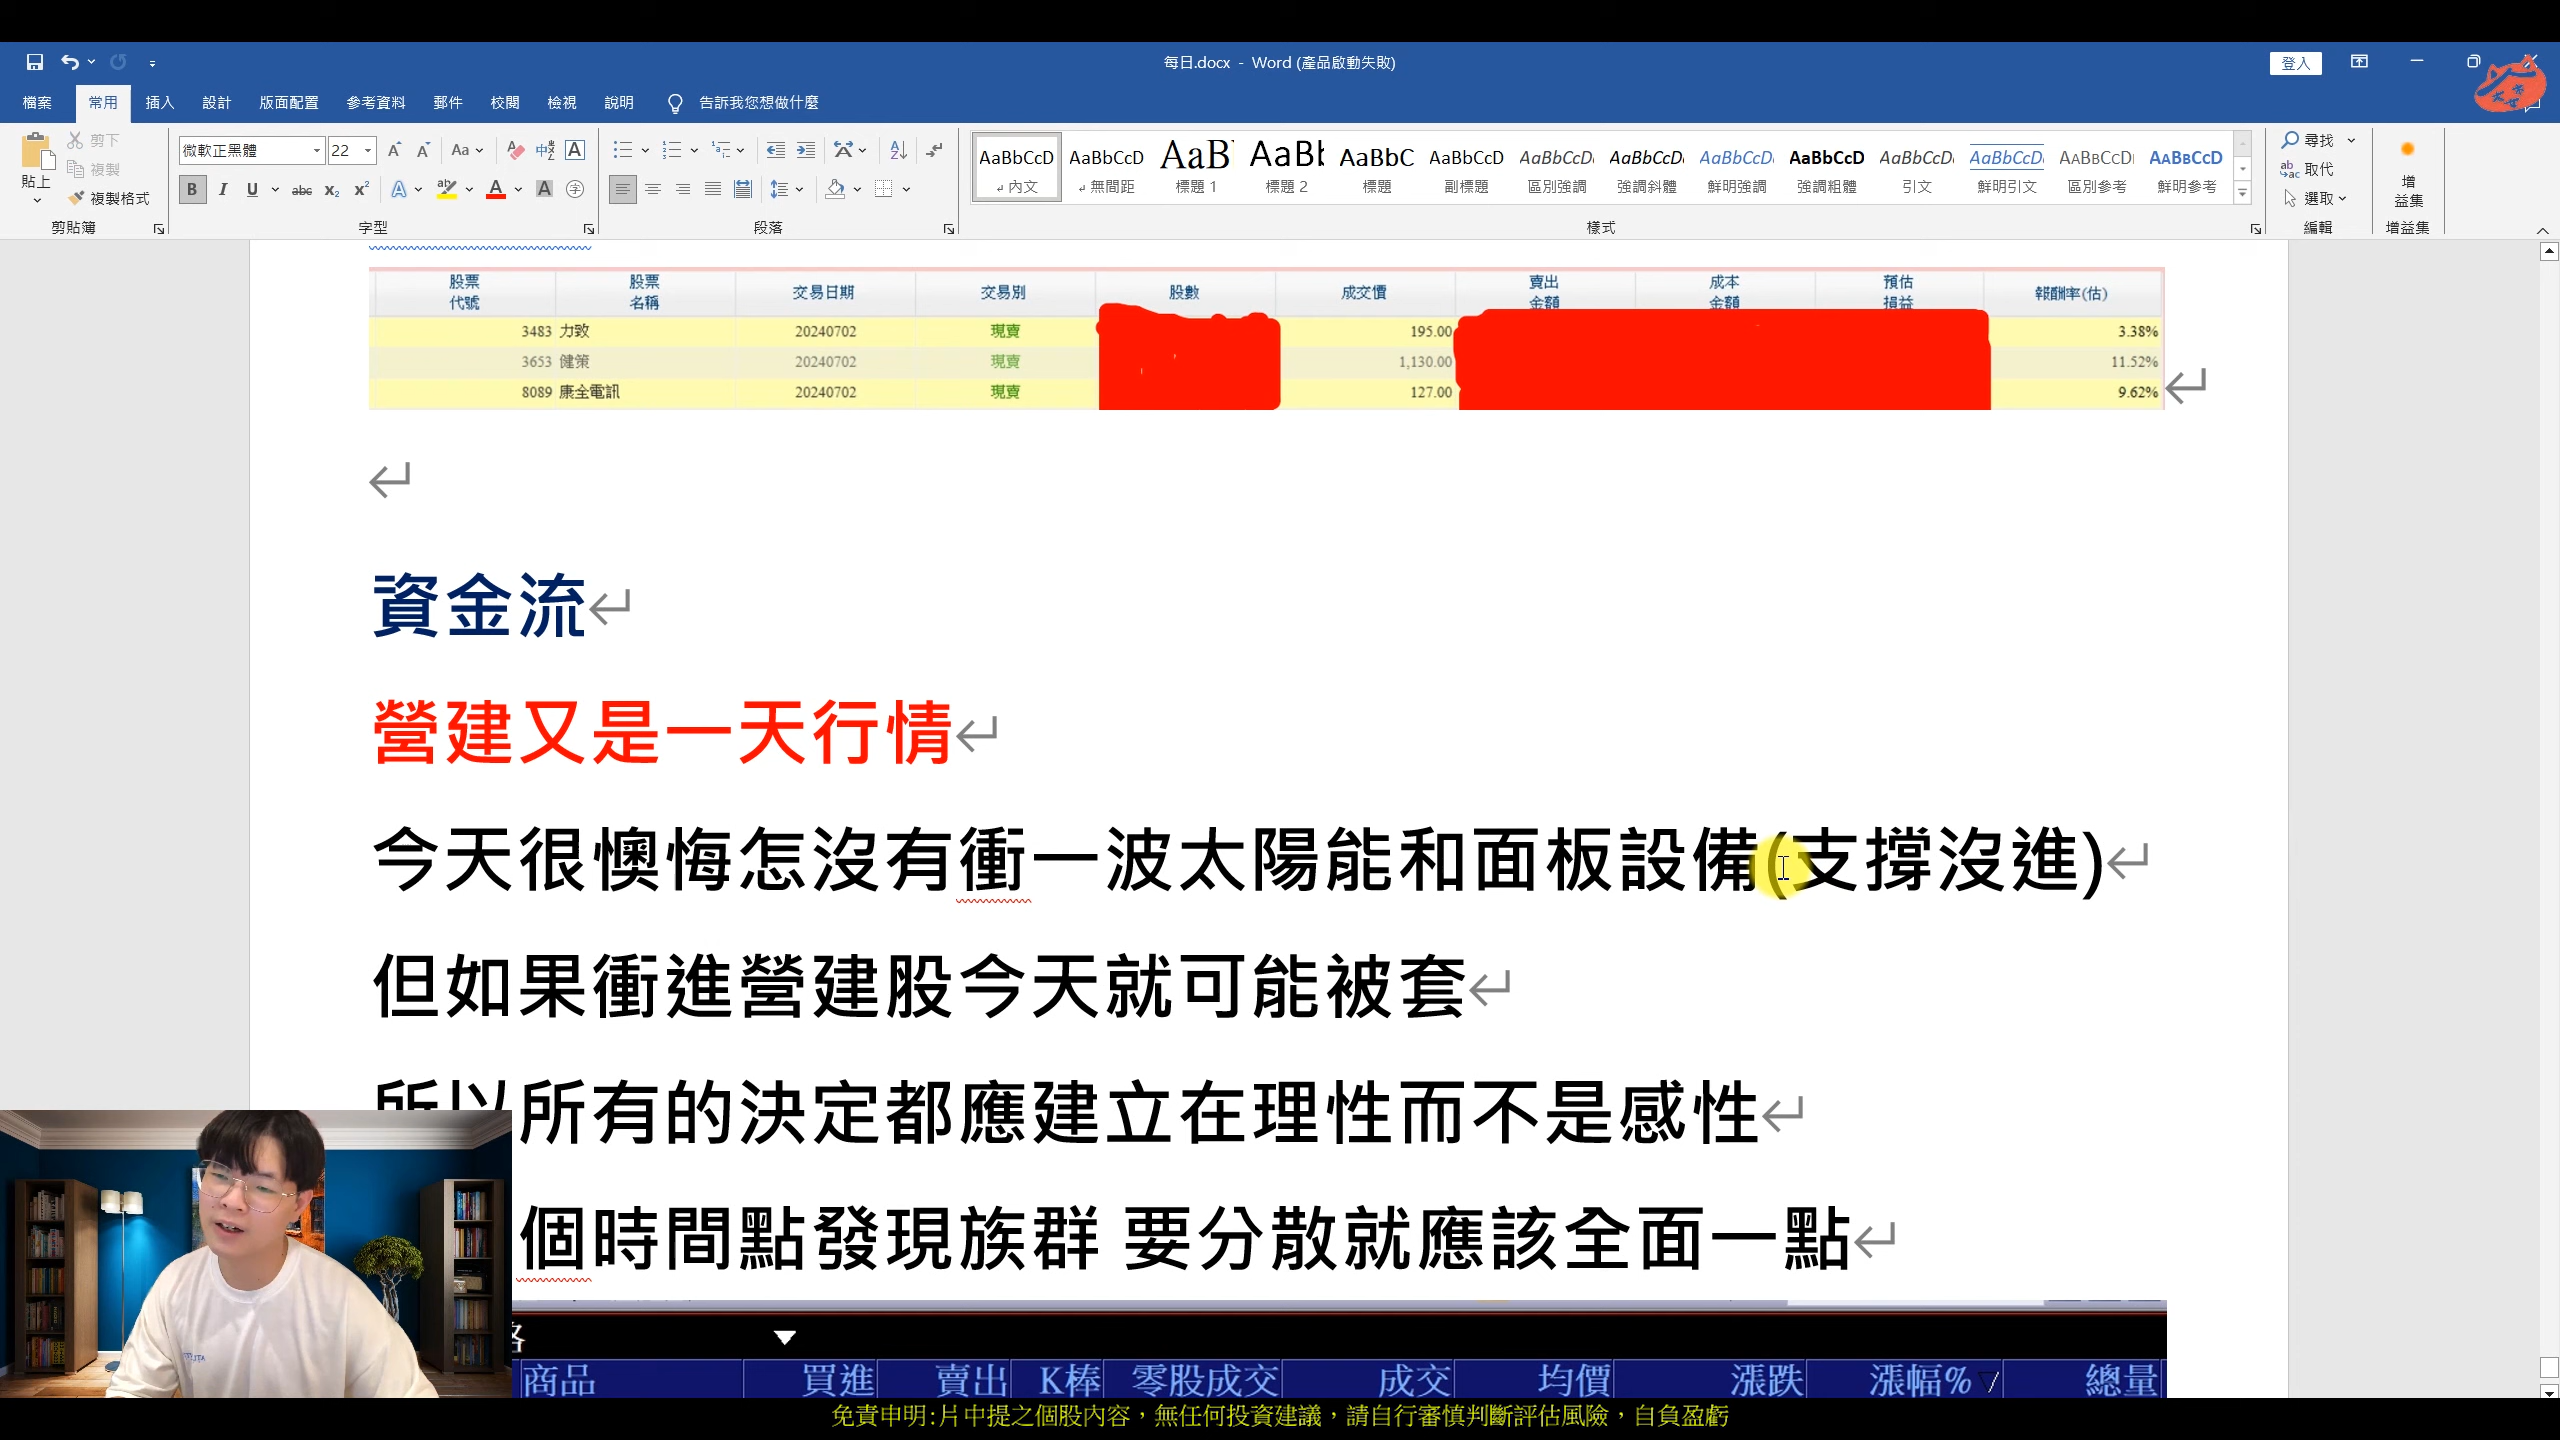 每日.docx - Word (產品啟動失敗)
登入
檔案 常用 插入 設計 版面配置 參考資料 郵件 校閱 檢視 說明 告訴我您想做什麼
貼上
剪下
複製
複製格式
剪貼簿
微軟正黑體 22
字型
段落
AaBbCcD 內文
AaBbCcD 無間距
AaB 標題 1
AaBb 標題 2
AaBbC 標題
AaBbCcD 副標題
AaBbCcD 區別強調
AaBbCcD 強調斜體
AaBbCcD 鮮明強調
AaBbCcD 強調粗體
AaBbCcD 引文
AaBbCcD 鮮明引文
AaBbCcD 區別參考
AaBbCcD 鮮明參考
樣式
尋找
取代
選取
編輯
增益集
增益集
股票代號 股票名稱 交易日期 交易別 股數 成交價 賣出金額 成本金額 預估損益 報酬率(估)
3483 力致 20240702 現賣 195.00 3.38%
3653 健策 20240702 現賣 1,130.00 11.52%
8089 康全電訊 20240702 現賣 127.00 9.62%
資金流
營建又是一天行情
今天很懊悔怎沒有衝一波太陽能和面板設備(支撐沒進)
但如果衝進營建股今天就可能被套
所以所有的決定都應建立在理性而不是感性
個時間點發現族群 要分散就應該全面一點
商品 買進 賣出 K棒 零股成交 成交 均價 漲跌 漲幅% 總量
免責申明:片中提之個股內容，無任何投資建議，請自行審慎判斷評估風險，自負盈虧